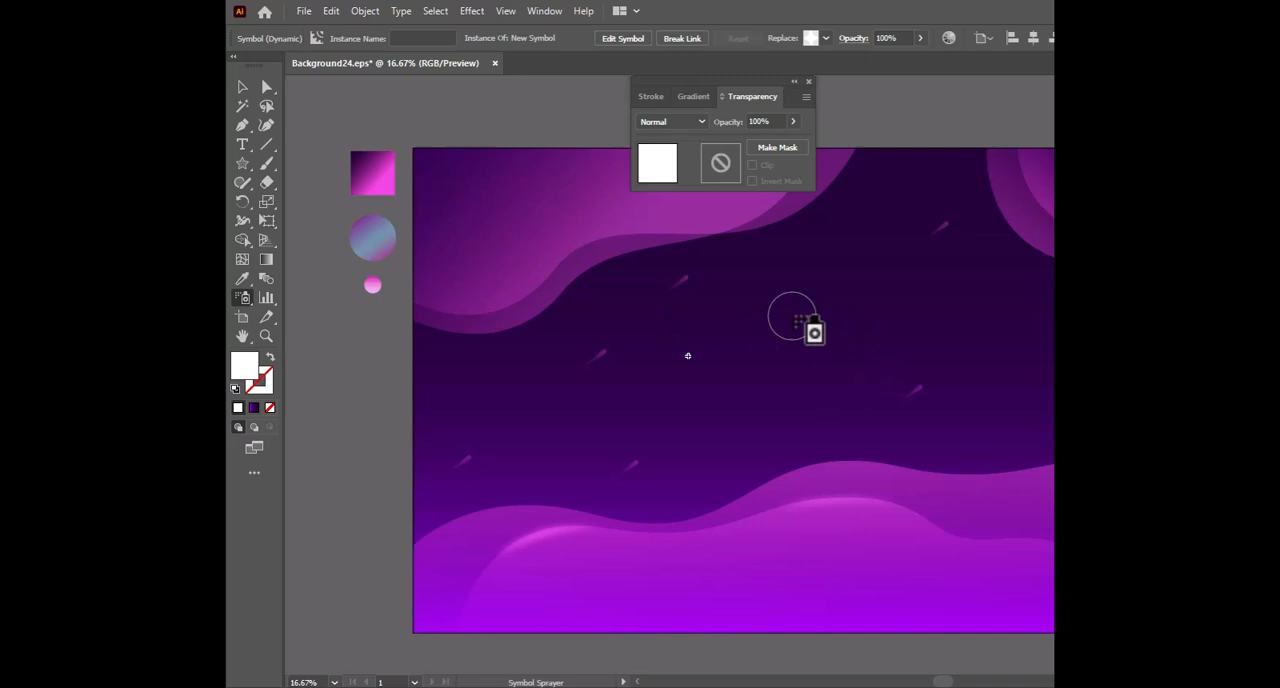 Ai File Edit Object Type Select Effect View Window Help
Symbol (Dynamic) Instance Name: Instance Of: New Symbol Edit Symbol Break Link Reset Replace: Opacity: 100%
Background24.eps* @ 16.67% (RGB/Preview)
Stroke Gradient Transparency
Normal Opacity: 100%
Make Mask
Clip
Invert Mask
T
16.67% 1 Symbol Sprayer